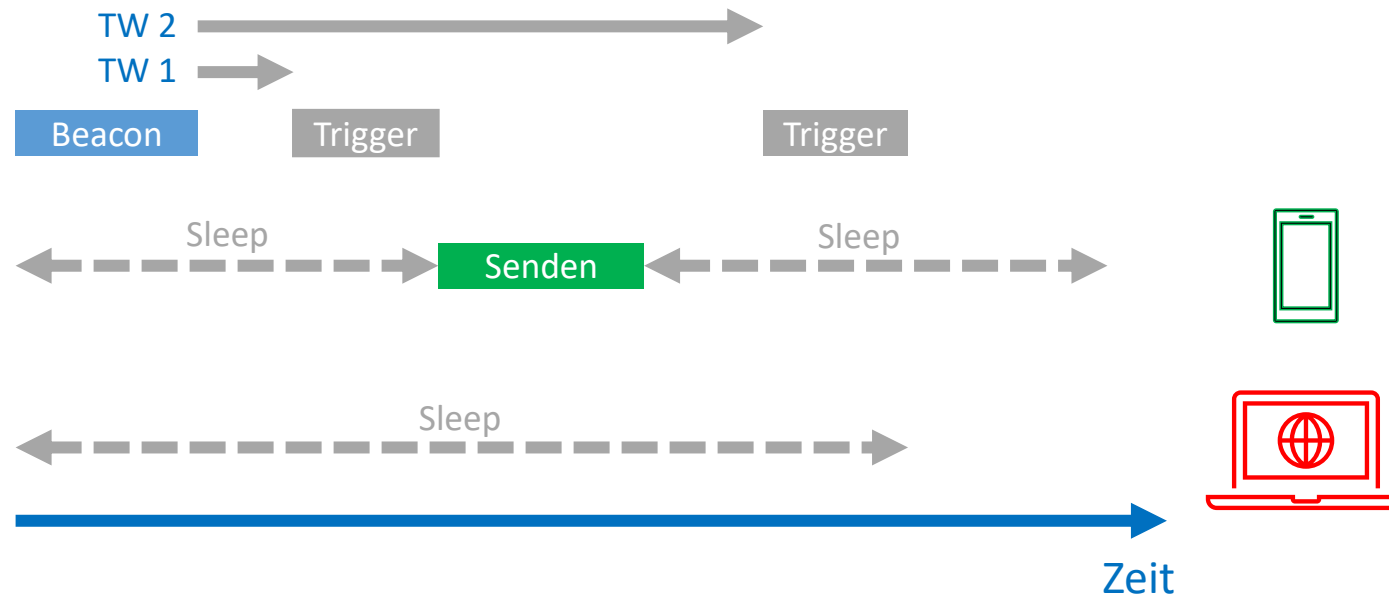 TW 2
TW 1
Beacon
Trigger
Trigger
Sleep
Senden
Sleep
Sleep
Zeit